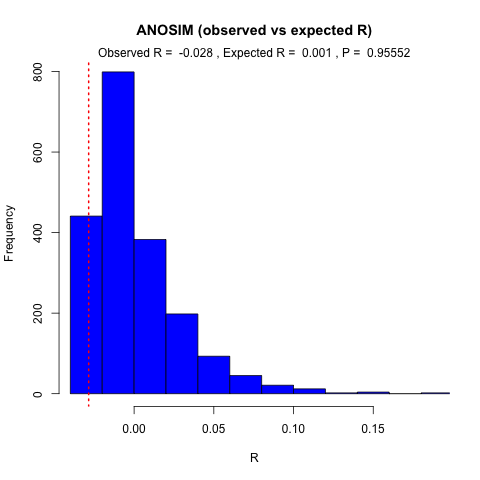 ANOSIM (observed vs expected R)
Observed R =  -0.028 , Expected R =  0.001 , P =  0.95552
Frequency
800
600
400
200
0
0.00 0.05 0.10 0.15
R